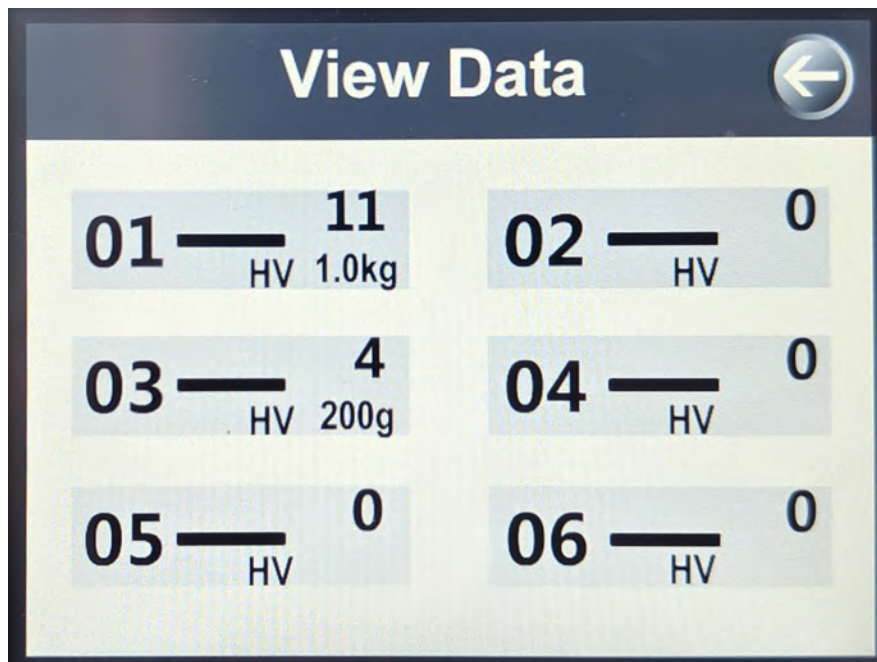 View Data
01 — 11
HV 1.0kg
02 — 0
HV
03 — 4
HV 200g
04 — 0
HV
05 — 0
HV
06 — 0
HV